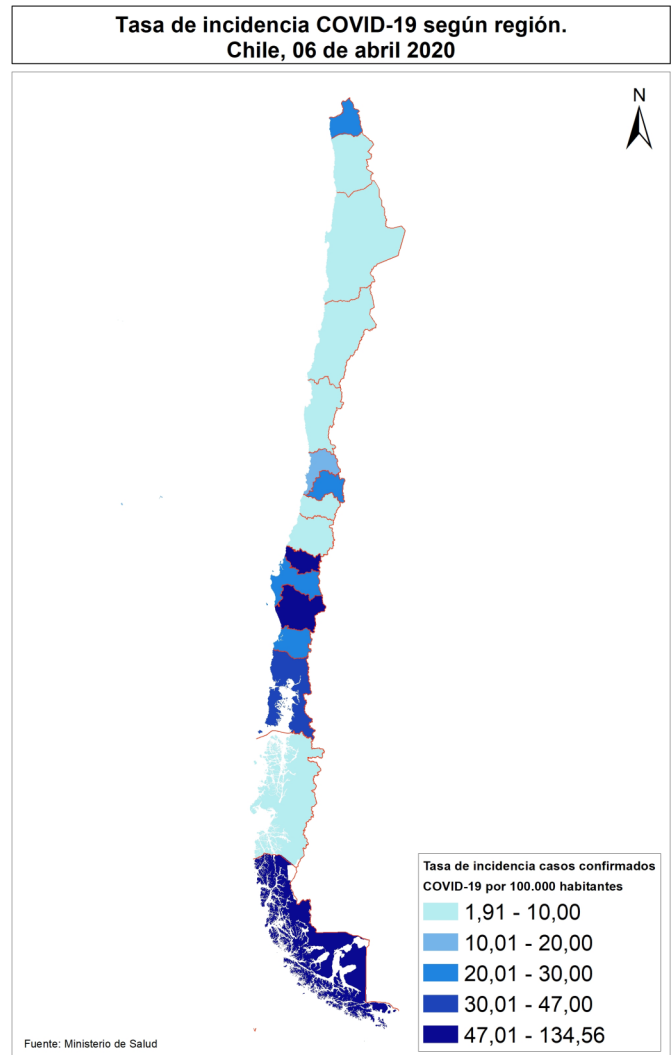 Tasa de incidencia COVID-19 según región.
Chile, 06 de abril 2020
N
Tasa de incidencia casos confirmados
COVID-19 por 100.000 habitantes
1,91 - 10,00
10,01 - 20,00
20,01 - 30,00
30,01 - 47,00
47,01 - 134,56
Fuente: Ministerio de Salud